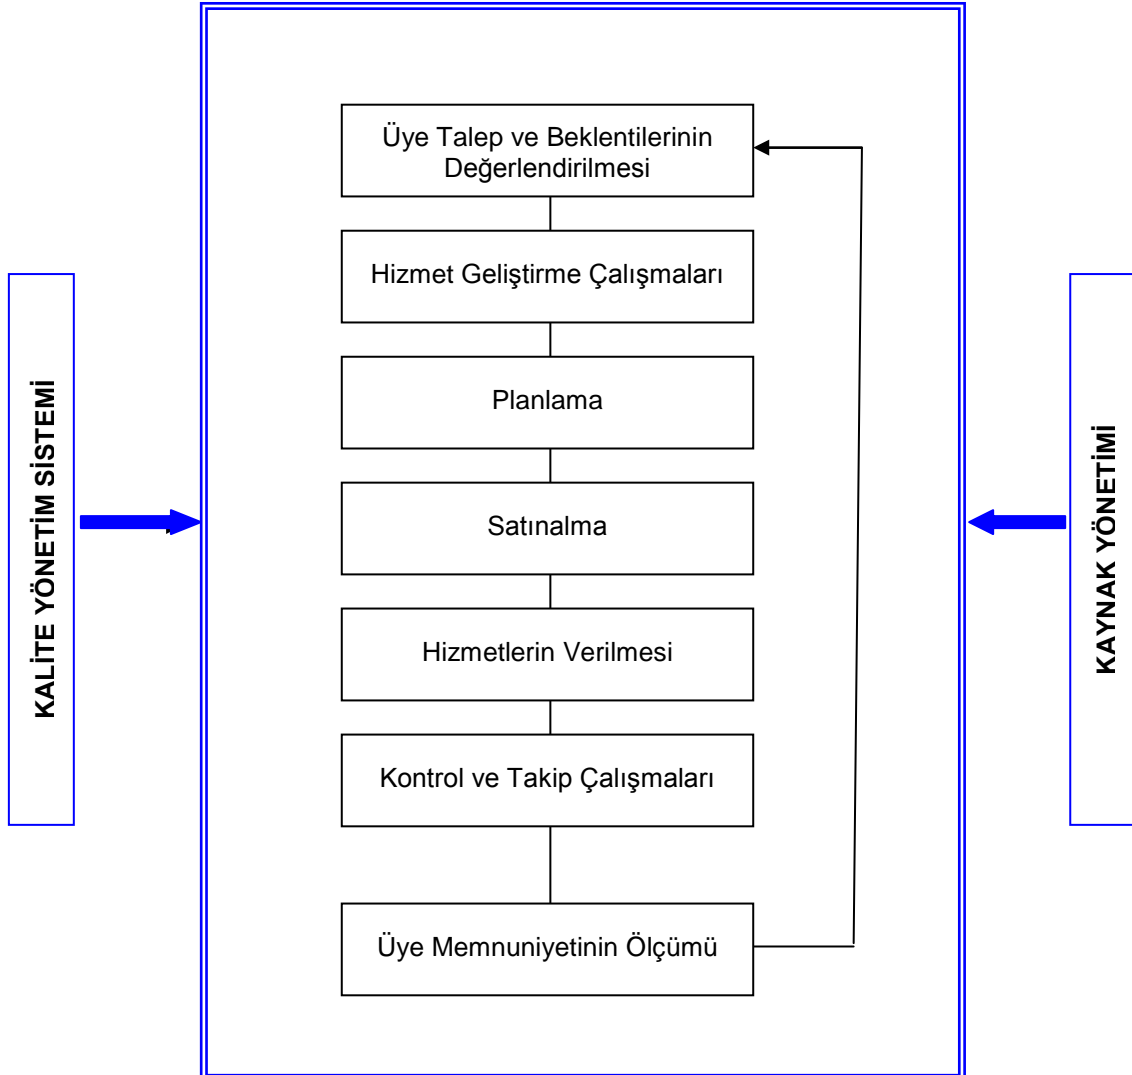 Üye Talep ve Beklentilerinin
Değerlendirilmesi
Hizmet Geliştirme Çalışmaları
Planlama
Satınalma
Hizmetlerin Verilmesi
Kontrol ve Takip Çalışmaları
Üye Memnuniyetinin Ölçümü
KALİTE YÖNETİM SİSTEMİ
KAYNAK YÖNETİMİ